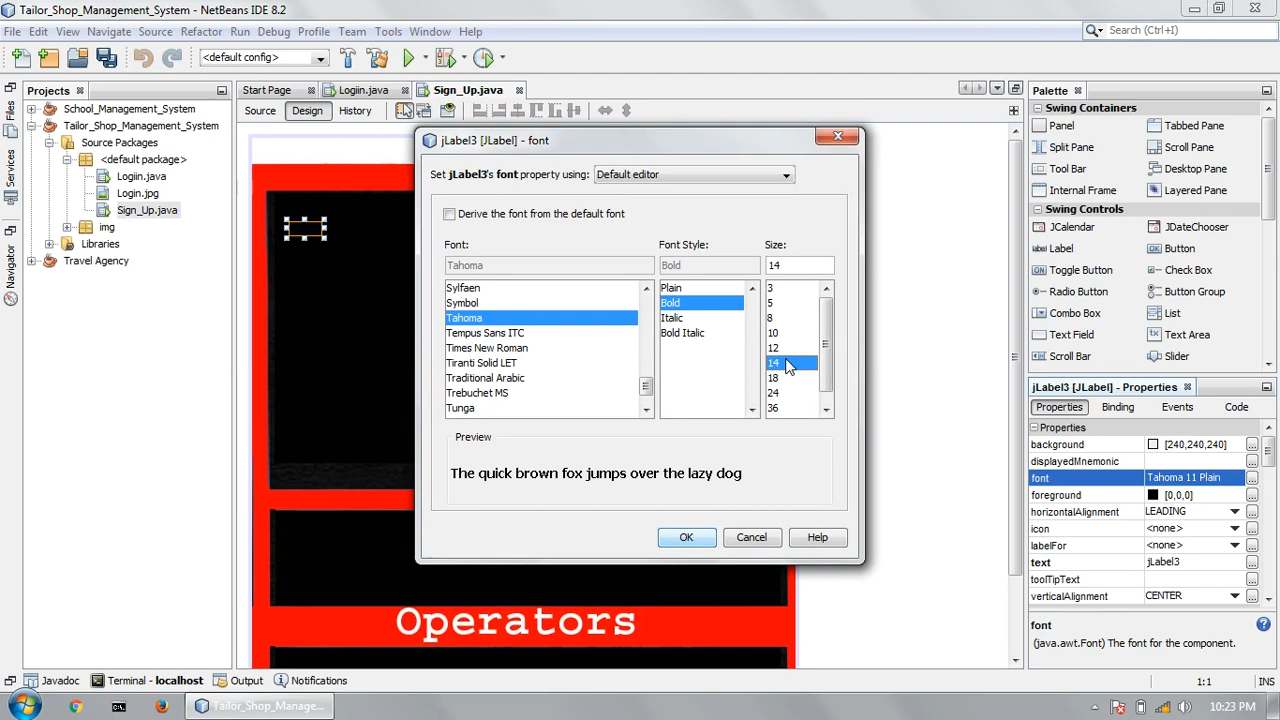 Tailor_Shop_Management_System - NetBeans IDE 8.2
File Edit View Navigate Source Refactor Run Debug Profile Team Tools Window Help
Search (Ctrl+I)
<default config>
Projects
Files
Services
Navigator
School_Management_System
Tailor_Shop_Management_System
Source Packages
<default package>
Logiin.java
Login.jpg
Sign_Up.java
img
Libraries
Travel Agency
Start Page
Logiin.java
Sign_Up.java
Source Design History
Operators
jLabel3 [JLabel] - font
Set jLabel3's font property using: Default editor
Derive the font from the default font
Font: Font Style: Size:
Tahoma Bold 14
Sylfaen
Symbol
Tahoma
Tempus Sans ITC
Times New Roman
Tiranti Solid LET
Traditional Arabic
Trebuchet MS
Tunga
Plain
Bold
Italic
Bold Italic
3
5
8
10
12
14
18
24
36
Preview
The quick brown fox jumps over the lazy dog
OK Cancel Help
Palette
Swing Containers
Panel Tabbed Pane
Split Pane Scroll Pane
Tool Bar Desktop Pane
Internal Frame Layered Pane
Swing Controls
JCalendar JDateChooser
Label Button
Toggle Button Check Box
Radio Button Button Group
Combo Box List
Text Field Text Area
Scroll Bar Slider
jLabel3 [JLabel] - Properties
Properties Binding Events Code
Properties
background [240,240,240]
displayedMnemonic
font Tahoma 11 Plain
foreground [0,0,0]
horizontalAlignment LEADING
icon <none>
labelFor <none>
text jLabel3
toolTipText
verticalAlignment CENTER
font
(java.awt.Font) The font for the component.
Javadoc Terminal - localhost Output Notifications
1:1 INS
Tailor_Shop_Manage...
10:23 PM